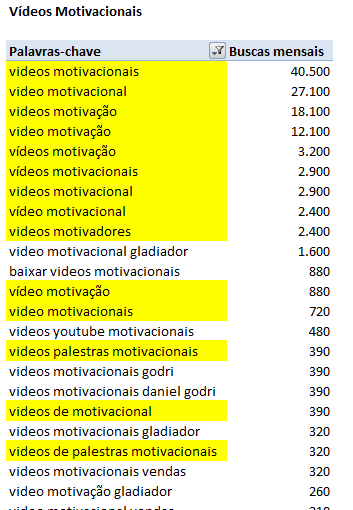 Vídeos Motivacionais
Palavras-chave Buscas mensais
videos motivacionais 40.500
video motivacional 27.100
videos motivação 18.100
video motivação 12.100
vídeos motivação 3.200
vídeos motivacionais 2.900
videos motivacional 2.900
vídeo motivacional 2.400
videos motivadores 2.400
video motivacional gladiador 1.600
baixar videos motivacionais 880
vídeo motivação 880
video motivacionais 720
videos youtube motivacionais 480
videos palestras motivacionais 390
videos motivacionais godri 390
videos motivacionais daniel godri 390
videos de motivacional 390
videos motivacionais gladiador 320
videos de palestras motivacionais 320
videos motivacionais vendas 320
video motivação gladiador 260
video motivacional vendas 210